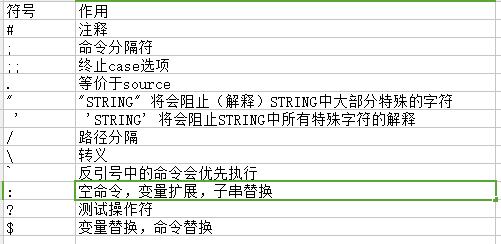 符号 作用
# 注释
; 命令分隔符
;; 终止case选项
. 等价于source
" "STRING" 将会阻止（解释）STRING中大部分特殊的字符
' 'STRING' 将会阻止STRING中所有特殊字符的解释
/ 路径分隔
\ 转义
` 反引号中的命令会优先执行
: 空命令，变量扩展，子串替换
? 测试操作符
$ 变量替换，命令替换